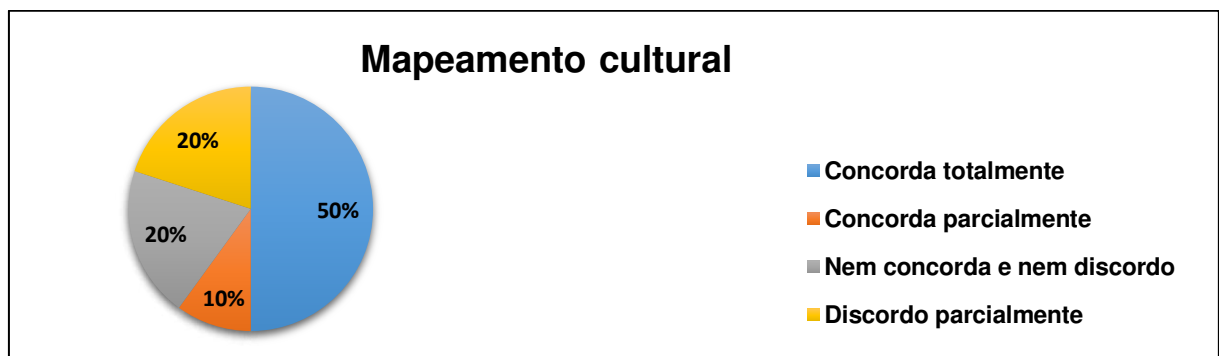 Mapeamento cultural
20%
50%
20%
10%
Concorda totalmente
Concorda parcialmente
Nem concorda e nem discordo
Discordo parcialmente